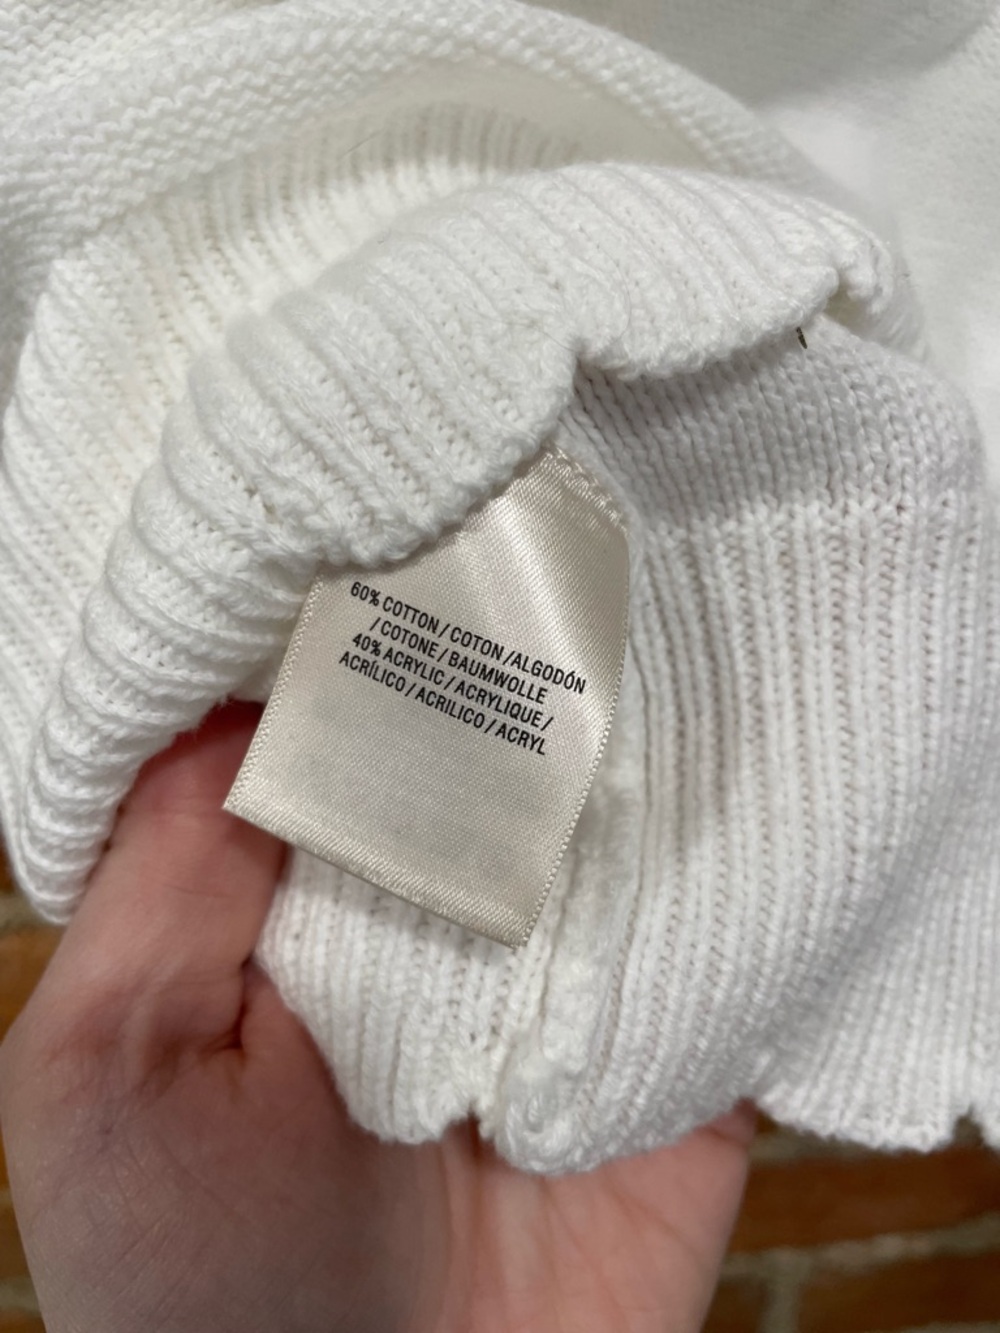 60% COTTON / COTON /ALGODÓN
/ COTONE / BAUMWOLLE
40% ACRYLIC / ACRYLIQUE /
ACRÍLICO / ACRILICO / ACRYL